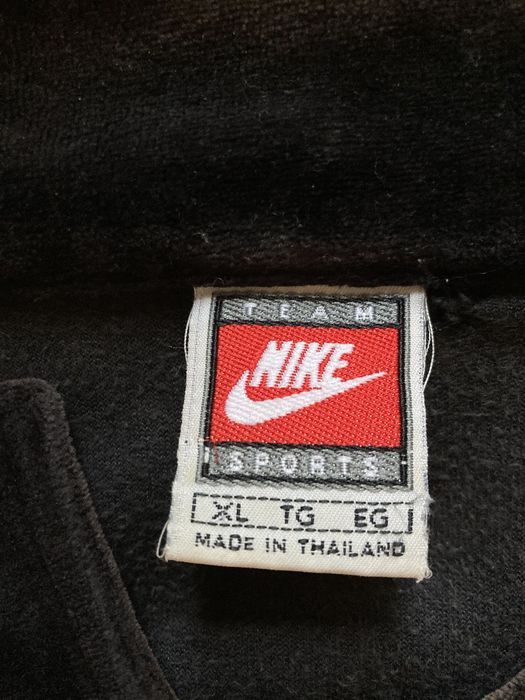 TEAM
NIKE
SPORTS
XL TG EG
MADE IN THAILAND